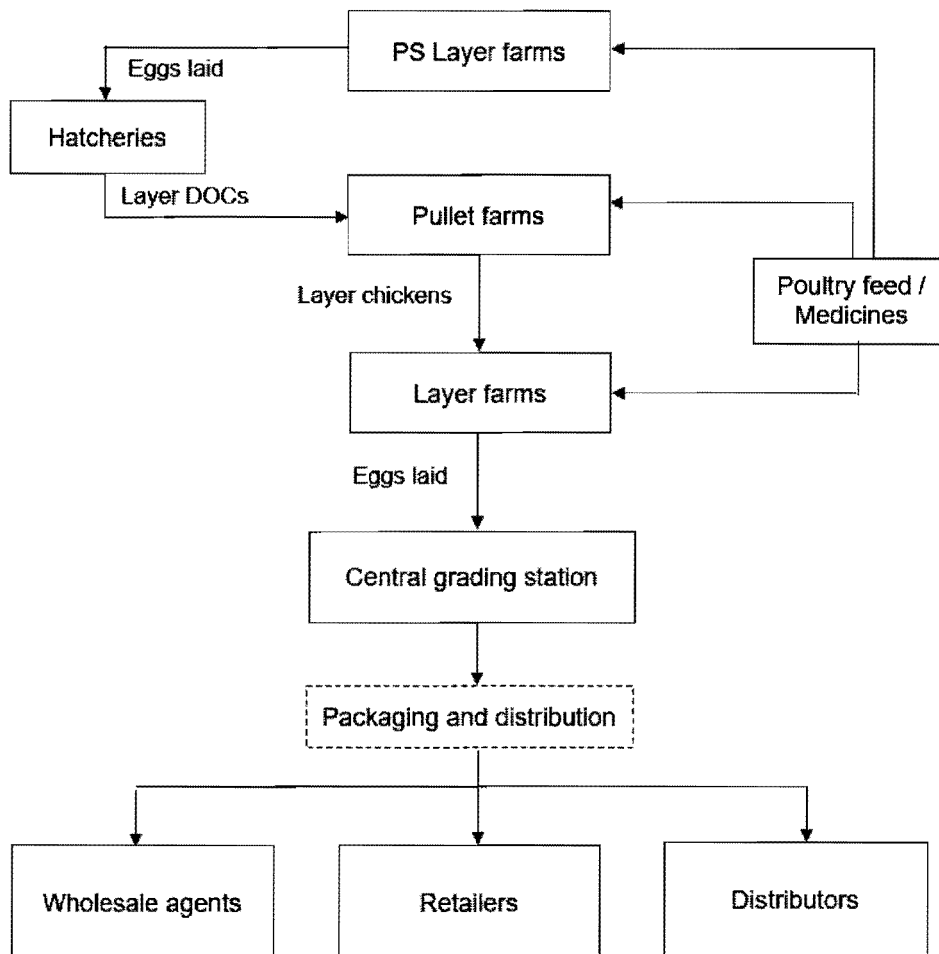 PS Layer farms
Eggs laid
Hatcheries
Layer DOCs
Pullet farms
Poultry feed /
Medicines
Layer chickens
Layer farms
Eggs laid
Central grading station
Packaging and distribution
Wholesale agents
Retailers
Distributors